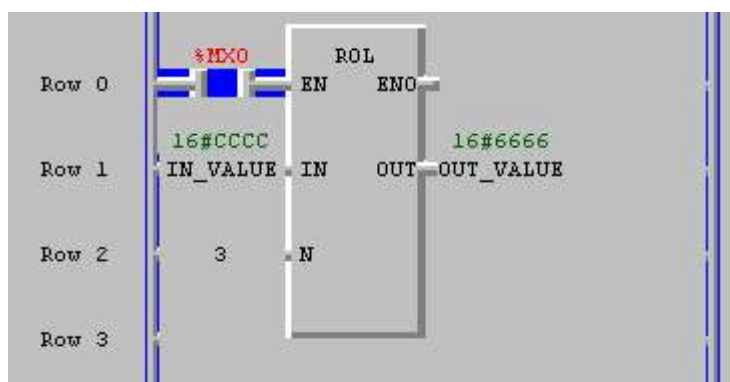 %MX0 ROL
Row 0 EN ENO
16#CCCC 16#6666
Row 1 IN_VALUE IN OUT OUT_VALUE
Row 2 3 N
Row 3